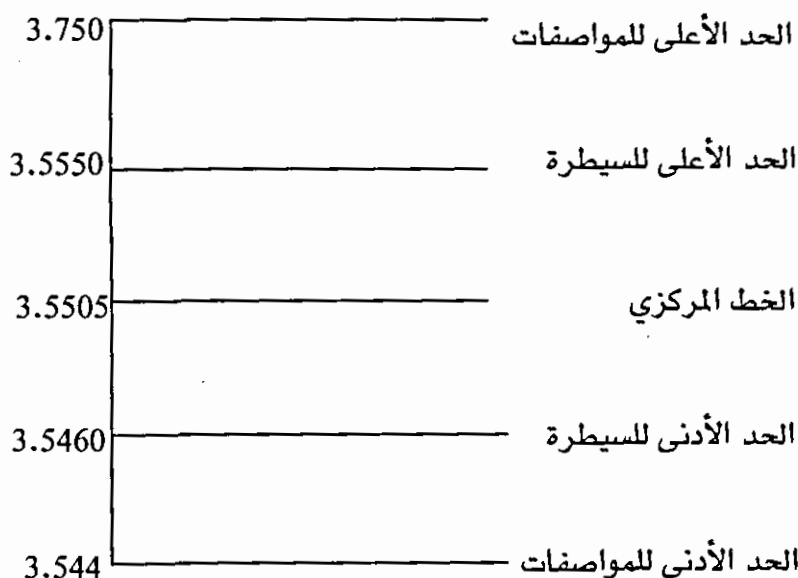 3.750 الحد الأعلى للمواصفات
3.5550 الحد الأعلى للسيطرة
3.5505 الخط المركزي
3.5460 الحد الأدنى للسيطرة
3.544 الحد الأدنى للمواصفات